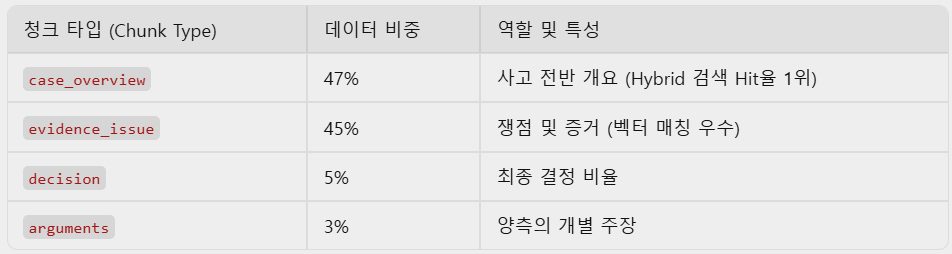 청크 타입 (Chunk Type) 데이터 비중 역할 및 특성
case_overview 47% 사고 전반 개요 (Hybrid 검색 Hit율 1위)
evidence_issue 45% 쟁점 및 증거 (벡터 매칭 우수)
decision 5% 최종 결정 비율
arguments 3% 양측의 개별 주장